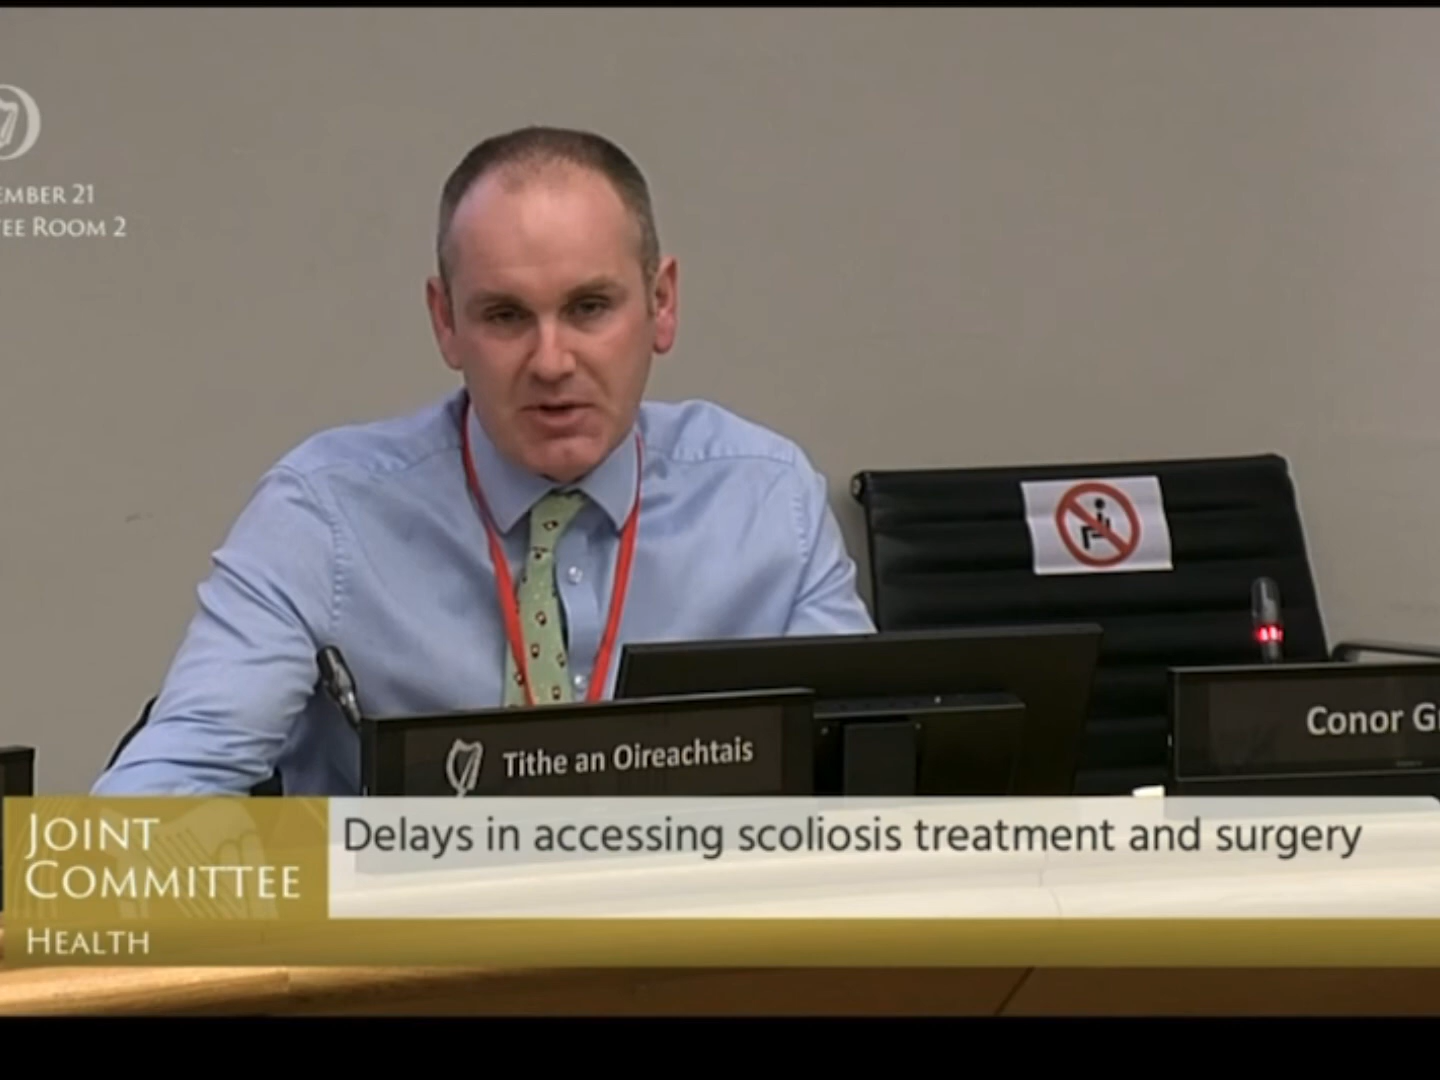 EMBER 21
EE ROOM 2
Tithe an Oireachtais
Conor G
JOINT
COMMITTEE
Delays in accessing scoliosis treatment and surgery
HEALTH